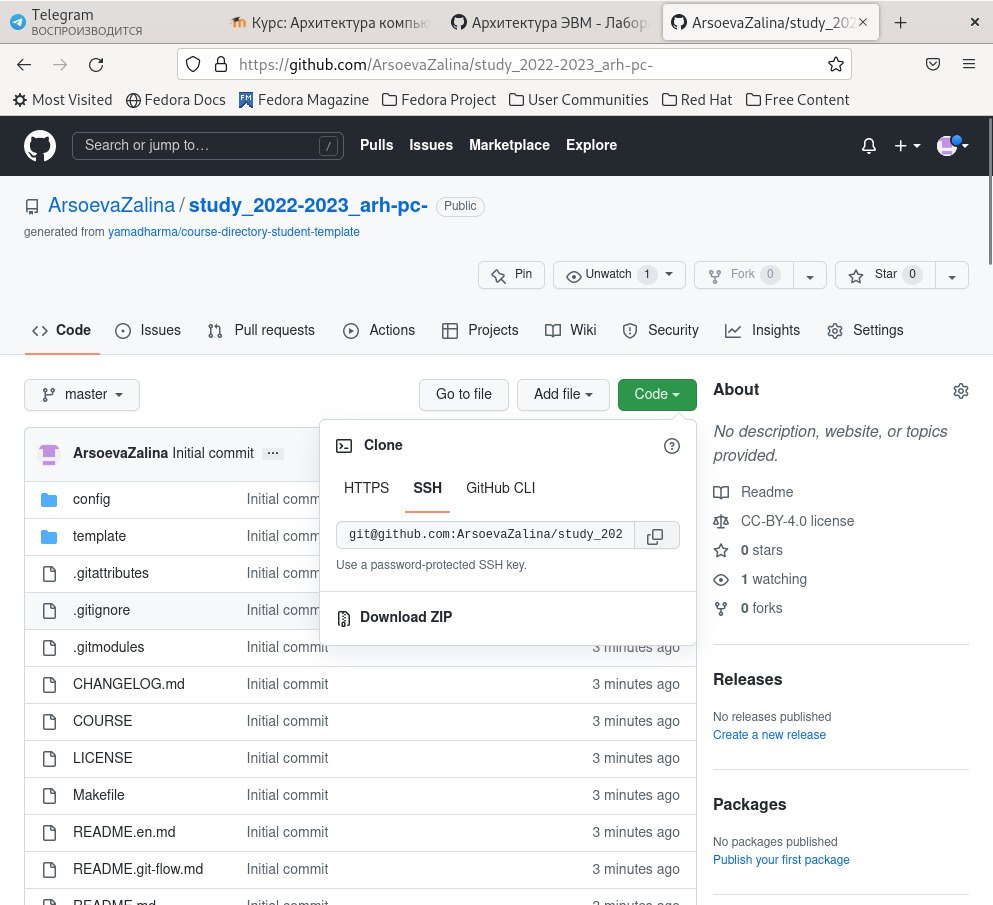 Telegram
ВОСПРОИЗВОДИТСЯ
Курс: Архитектура компьк
Архитектура ЭВМ - Лабор
ArsoevaZalina/study_202
https://github.com/ArsoevaZalina/study_2022-2023_arh-pc-
Most Visited Fedora Docs Fedora Magazine Fedora Project User Communities Red Hat Free Content
Search or jump to… / Pulls Issues Marketplace Explore
ArsoevaZalina / study_2022-2023_arh-pc- Public
generated from yamadharma/course-directory-student-template
Pin Unwatch 1 Fork 0 Star 0
Code Issues Pull requests Actions Projects Wiki Security Insights Settings
master Go to file Add file Code
ArsoevaZalina Initial commit ...
config Initial comm
template Initial comm
.gitattributes Initial comm
.gitignore Initial comm
.gitmodules Initial commit 3 minutes ago
CHANGELOG.md Initial commit 3 minutes ago
COURSE Initial commit 3 minutes ago
LICENSE Initial commit 3 minutes ago
Makefile Initial commit 3 minutes ago
README.en.md Initial commit 3 minutes ago
README.git-flow.md Initial commit 3 minutes ago
README.md Initial commit 3 minutes ago
Clone
HTTPS SSH GitHub CLI
git@github.com:ArsoevaZalina/study_202
Use a password-protected SSH key.
Download ZIP
About
No description, website, or topics
provided.
Readme
CC-BY-4.0 license
0 stars
1 watching
0 forks
Releases
No releases published
Create a new release
Packages
No packages published
Publish your first package